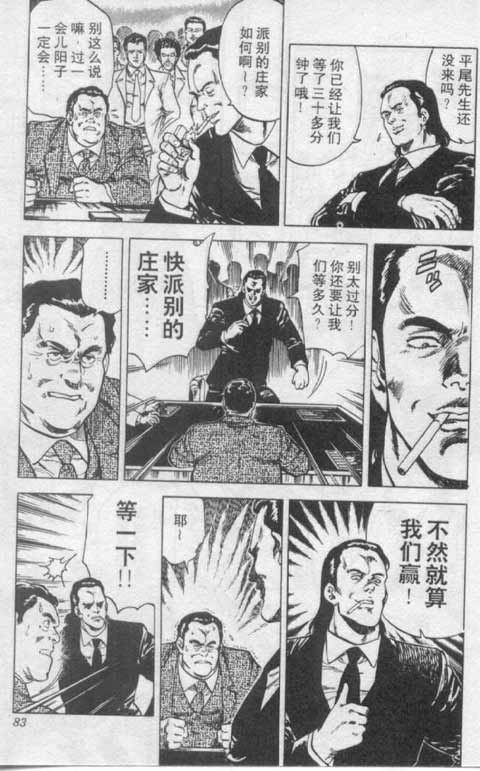 平尾先生还
没来吗？
你已经让我们
等了三十多分
钟了哦！
派别的庄家
如何啊～？
别这么说
嘛，过一
会儿阳子
一定会……
别太过分！
你还要让我
们等多久？
快派别的
庄家……
…………
不然就算
我们赢！
耶～
等一下!!
83